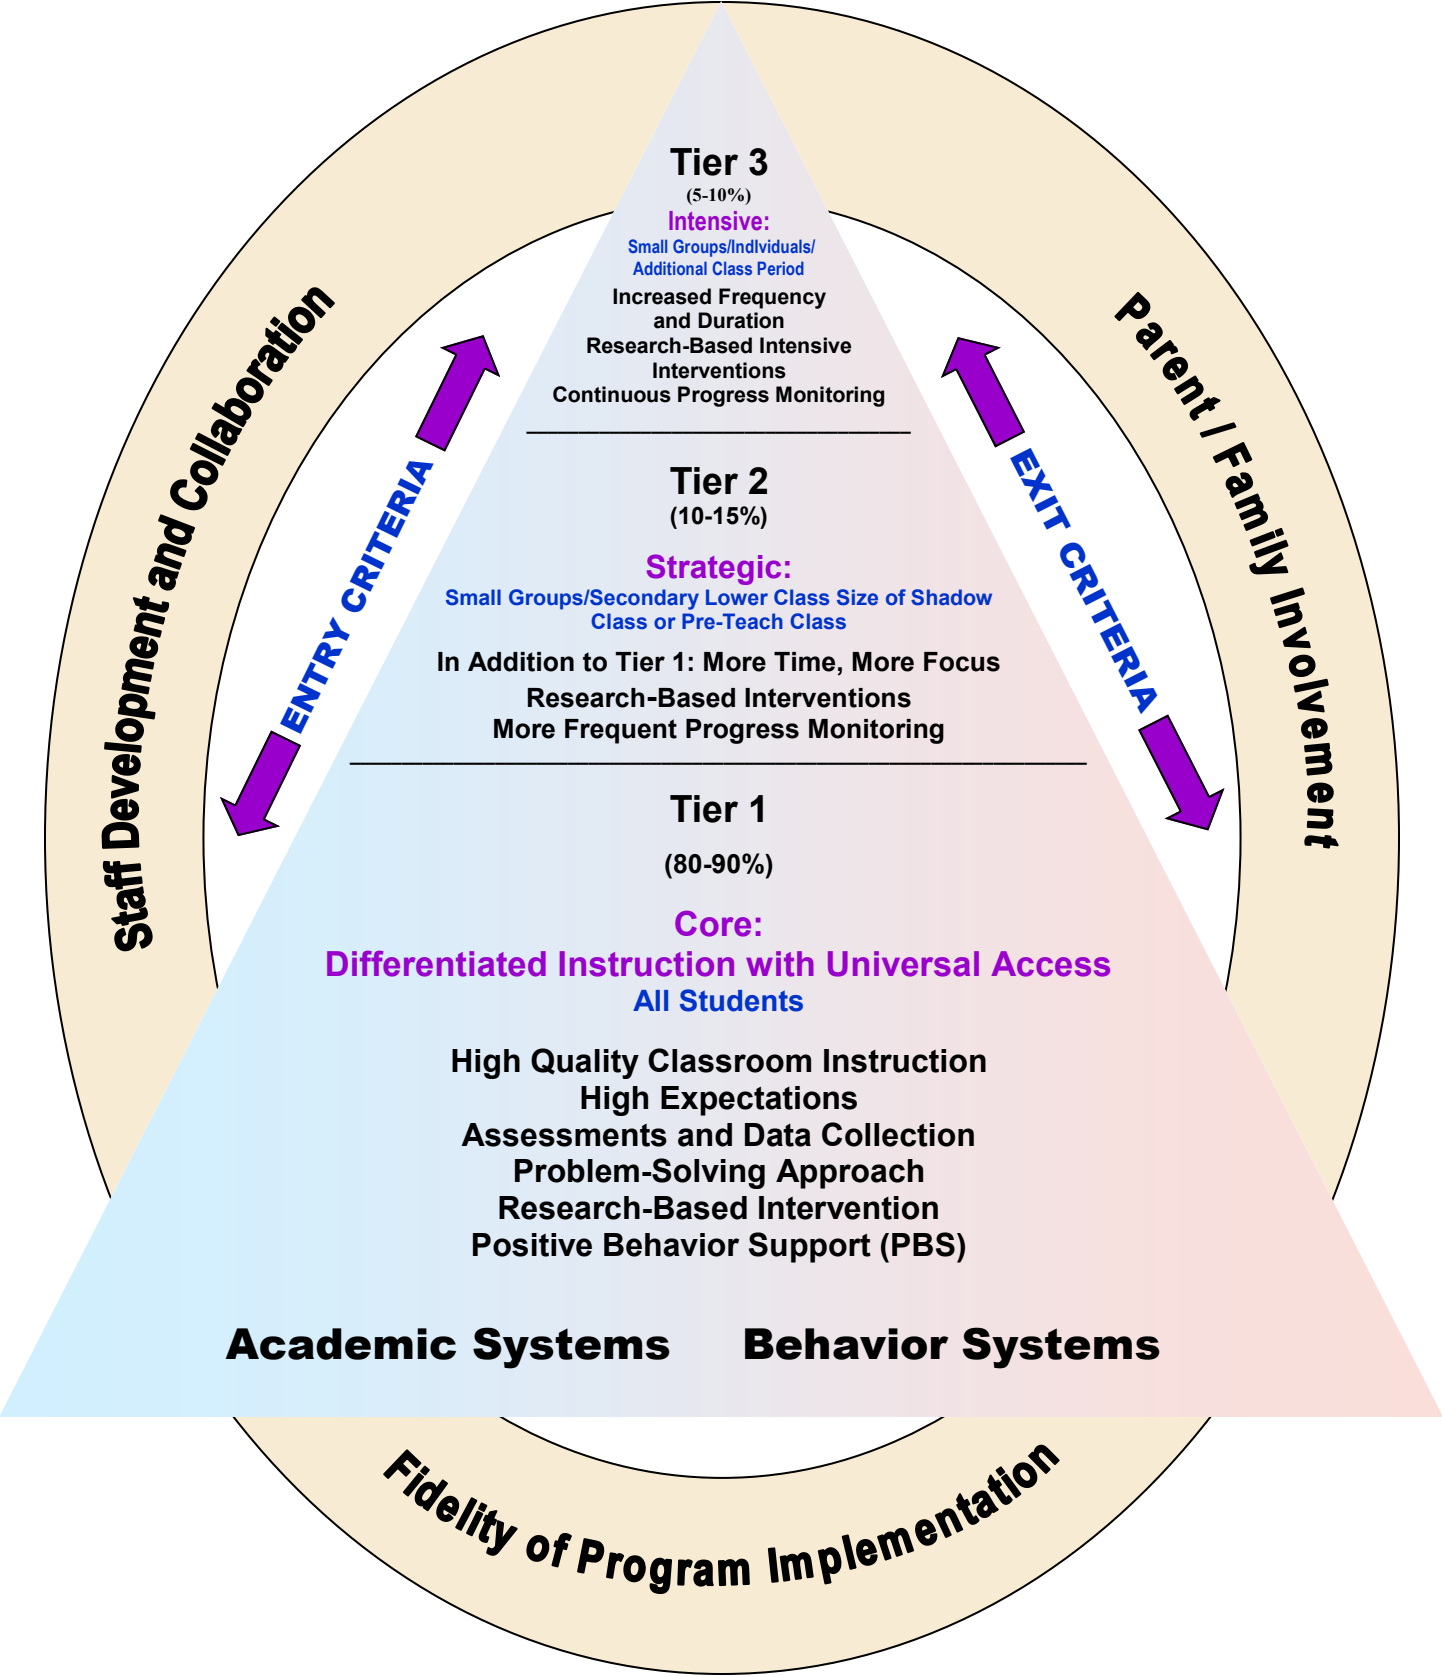 Tier 3
(5-10%)
Intensive:
Small Groups/IndIviduals/
Additional Class Period
Increased Frequency
and Duration
Research-Based Intensive
Interventions
Continuous Progress Monitoring
Tier 2
(10-15%)
Strategic:
Small Groups/Secondary Lower Class Size of Shadow
Class or Pre-Teach Class
In Addition to Tier 1: More Time, More Focus
Research-Based Interventions
More Frequent Progress Monitoring
Tier 1
(80-90%)
Core:
Differentiated Instruction with Universal Access
All Students
High Quality Classroom Instruction
High Expectations
Assessments and Data Collection
Problem-Solving Approach
Research-Based Intervention
Positive Behavior Support (PBS)
Academic Systems
Behavior Systems
Staff Development and Collaboration
ENTRY CRITERIA
EXIT CRITERIA
Parent / Family Involvement
Fidelity of Program Implementation